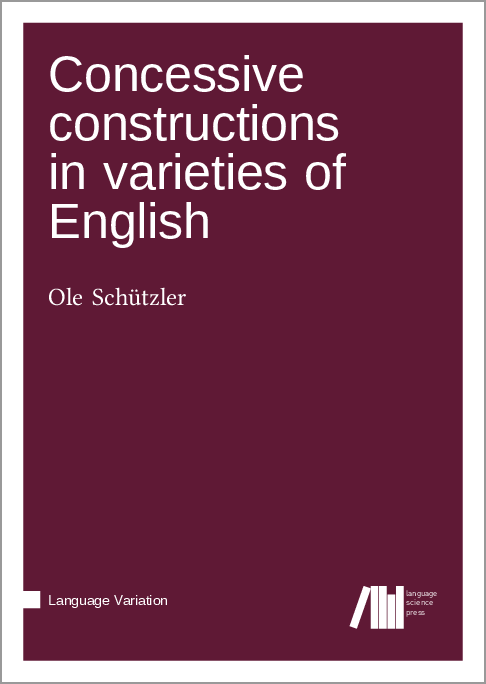 Concessive
constructions
in varieties of
English
Ole Schützler
Language Variation
language
science
press